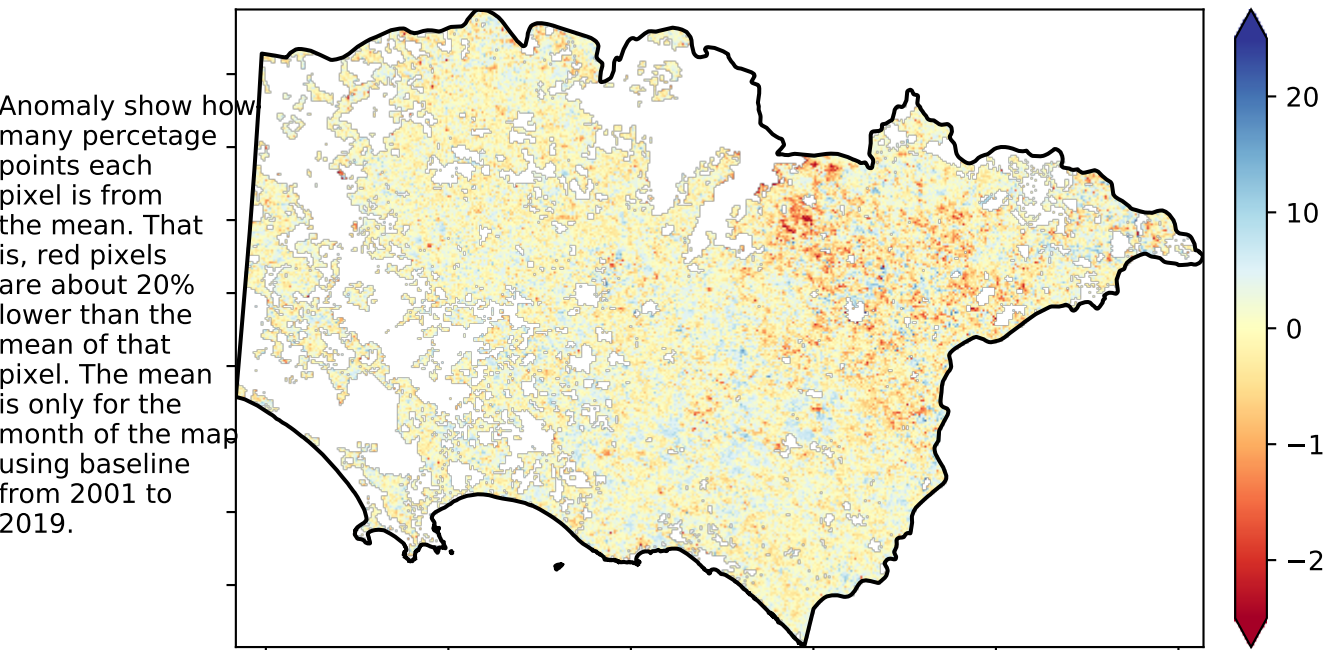 Anomaly show how
many percetage
points each
pixel is from
the mean. That
is, red pixels
are about 20%
lower than the
mean of that
pixel. The mean
is only for the
month of the map
using baseline
from 2001 to
2019.
20
10
0
−1
−2